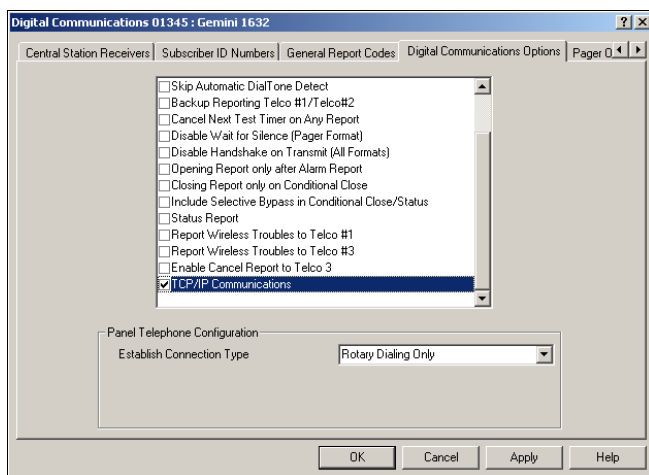 Digital Communications 01345 : Gemini 1632
Central Station Receivers Subscriber ID Numbers General Report Codes Digital Communications Options Pager O
Skip Automatic DialTone Detect
Backup Reporting Telco #1/Telco#2
Cancel Next Test Timer on Any Report
Disable Wait for Silence (Pager Format)
Disable Handshake on Transmit (All Formats)
Opening Report only after Alarm Report
Closing Report only on Conditional Close
Include Selective Bypass in Conditional Close/Status
Status Report
Report Wireless Troubles to Telco #1
Report Wireless Troubles to Telco #3
Enable Cancel Report to Telco 3
TCP/IP Communications
Panel Telephone Configuration
Establish Connection Type Rotary Dialing Only
OK Cancel Apply Help